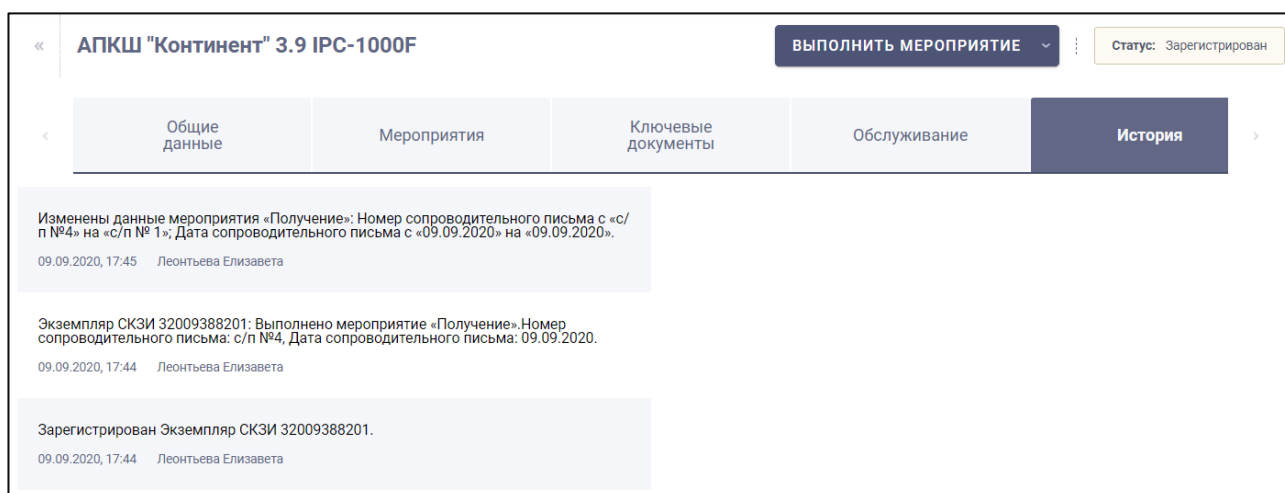 «
АПКШ "Континент" 3.9 IPC-1000F
ВЫПОЛНИТЬ МЕРОПРИЯТИЕ
Статус: Зарегистрирован
Общие
данные
Мероприятия
Ключевые
документы
Обслуживание
История
Изменены данные мероприятия «Получение»: Номер сопроводительного письма с «с/
п №4» на «с/п № 1»; Дата сопроводительного письма с «09.09.2020» на «09.09.2020».
09.09.2020, 17:45 Леонтьева Елизавета
Экземпляр СКЗИ 32009388201: Выполнено мероприятие «Получение».Номер
сопроводительного письма: с/п №4, Дата сопроводительного письма: 09.09.2020.
09.09.2020, 17:44 Леонтьева Елизавета
Зарегистрирован Экземпляр СКЗИ 32009388201.
09.09.2020, 17:44 Леонтьева Елизавета